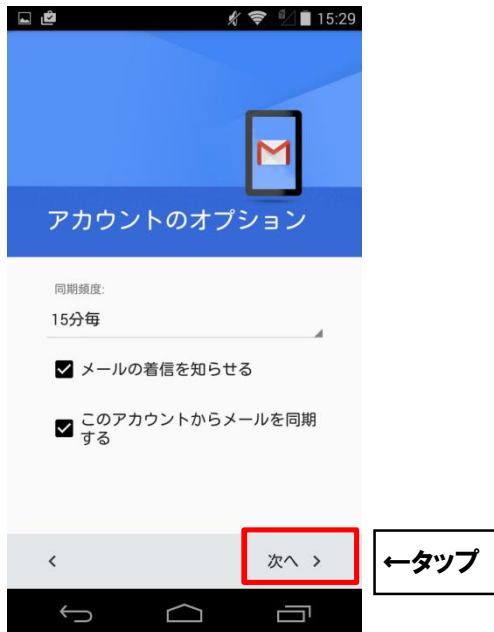 15:29
アカウントのオプション
同期頻度:
15分毎
メールの着信を知らせる
このアカウントからメールを同期
する
次へ
←タップ